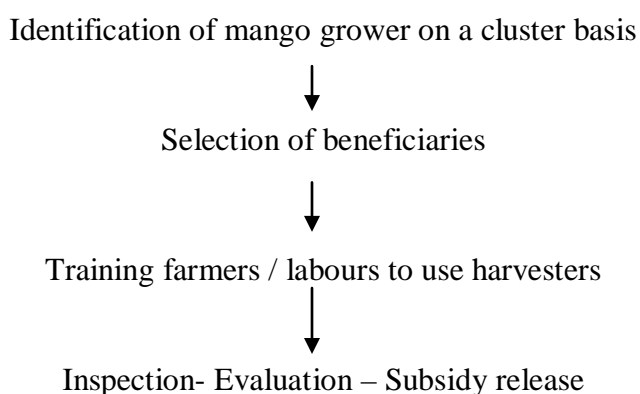 Identification of mango grower on a cluster basis
Selection of beneficiaries
Training farmers / labours to use harvesters
Inspection- Evaluation – Subsidy release